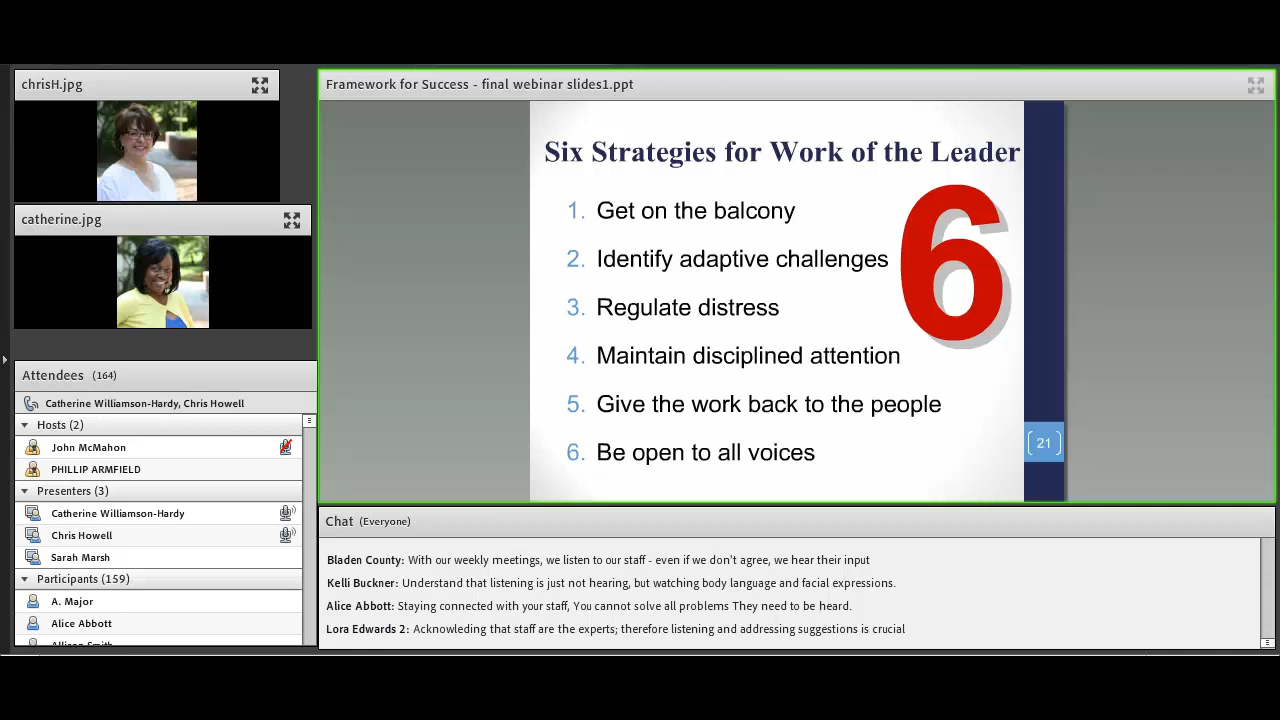 chrisH.jpg
catherine.jpg
Attendees (164)
Catherine Williamson-Hardy, Chris Howell
Hosts (2)
John McMahon
PHILLIP ARMFIELD
Presenters (3)
Catherine Williamson-Hardy
Chris Howell
Sarah Marsh
Participants (159)
A. Major
Alice Abbott
Allison Smith
Framework for Success - final webinar slides1.ppt
Six Strategies for Work of the Leader
6
1. Get on the balcony
2. Identify adaptive challenges
3. Regulate distress
4. Maintain disciplined attention
5. Give the work back to the people
6. Be open to all voices
21
Chat (Everyone)
Bladen County: With our weekly meetings, we listen to our staff - even if we don't agree, we hear their input
Kelli Buckner: Understand that listening is just not hearing, but watching body language and facial expressions.
Alice Abbott: Staying connected with your staff, You cannot solve all problems They need to be heard.
Lora Edwards 2: Acknowleding that staff are the experts; therefore listening and addressing suggestions is crucial